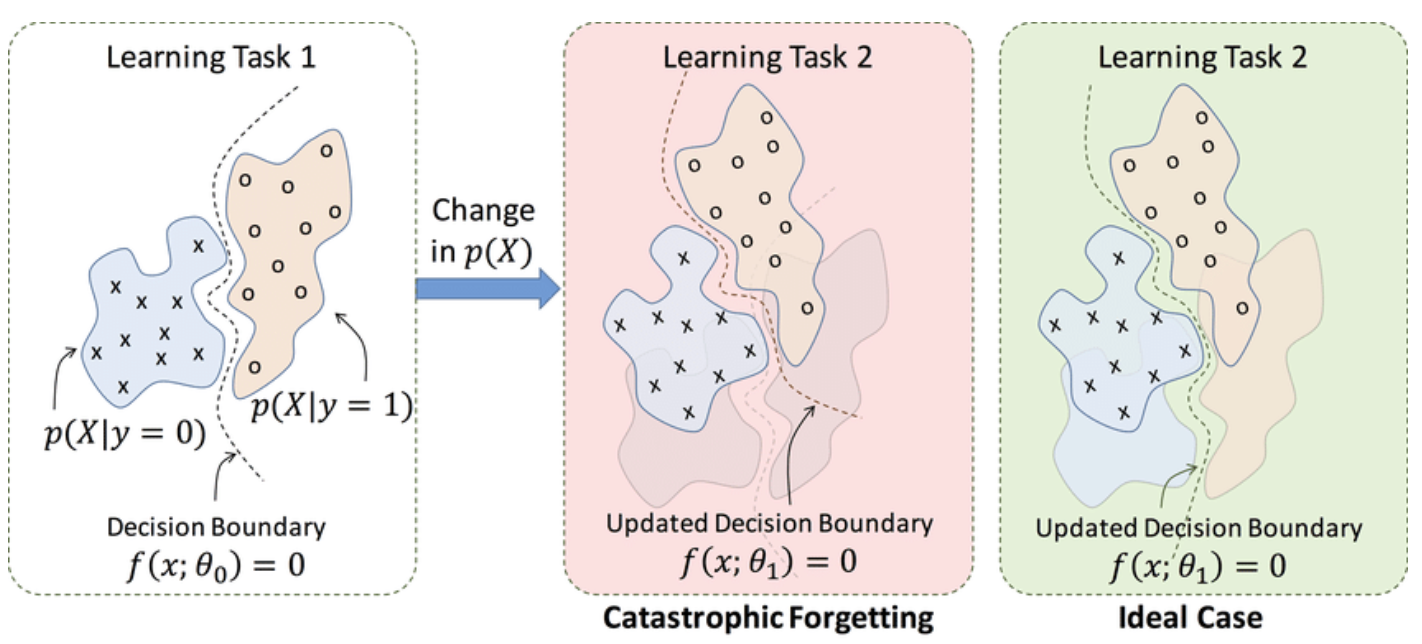 Learning Task 1
p(X|y = 0)
p(X|y = 1)
Decision Boundary
f(x; θ₀) = 0
Change
in p(X)
Learning Task 2
Updated Decision Boundary
f(x; θ₁) = 0
Catastrophic Forgetting
Learning Task 2
Updated Decision Boundary
f(x; θ₁) = 0
Ideal Case